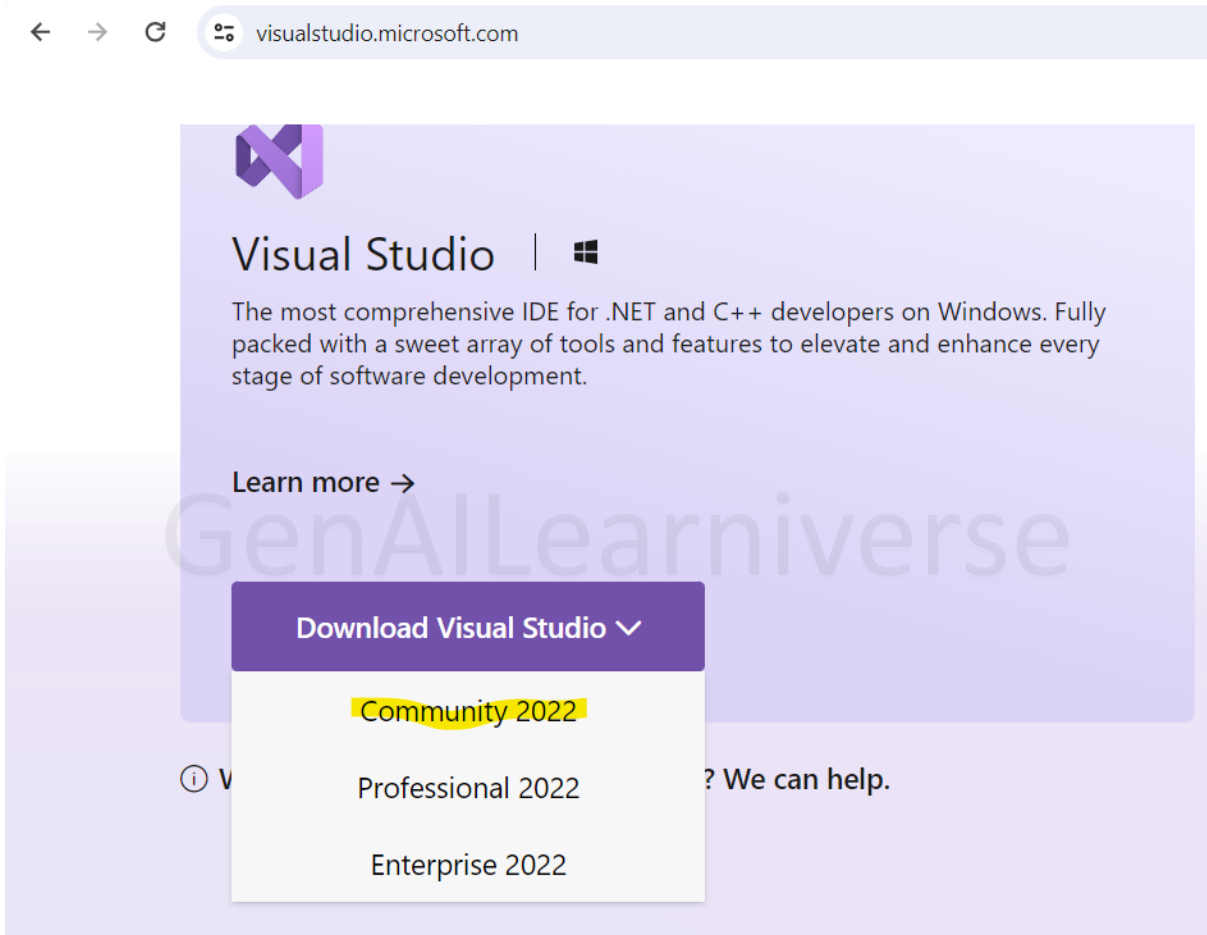 visualstudio.microsoft.com
Visual Studio
The most comprehensive IDE for .NET and C++ developers on Windows. Fully
packed with a sweet array of tools and features to elevate and enhance every
stage of software development.
Learn more →
GenAILearniverse
Download Visual Studio
Community 2022
? We can help.
Professional 2022
Enterprise 2022